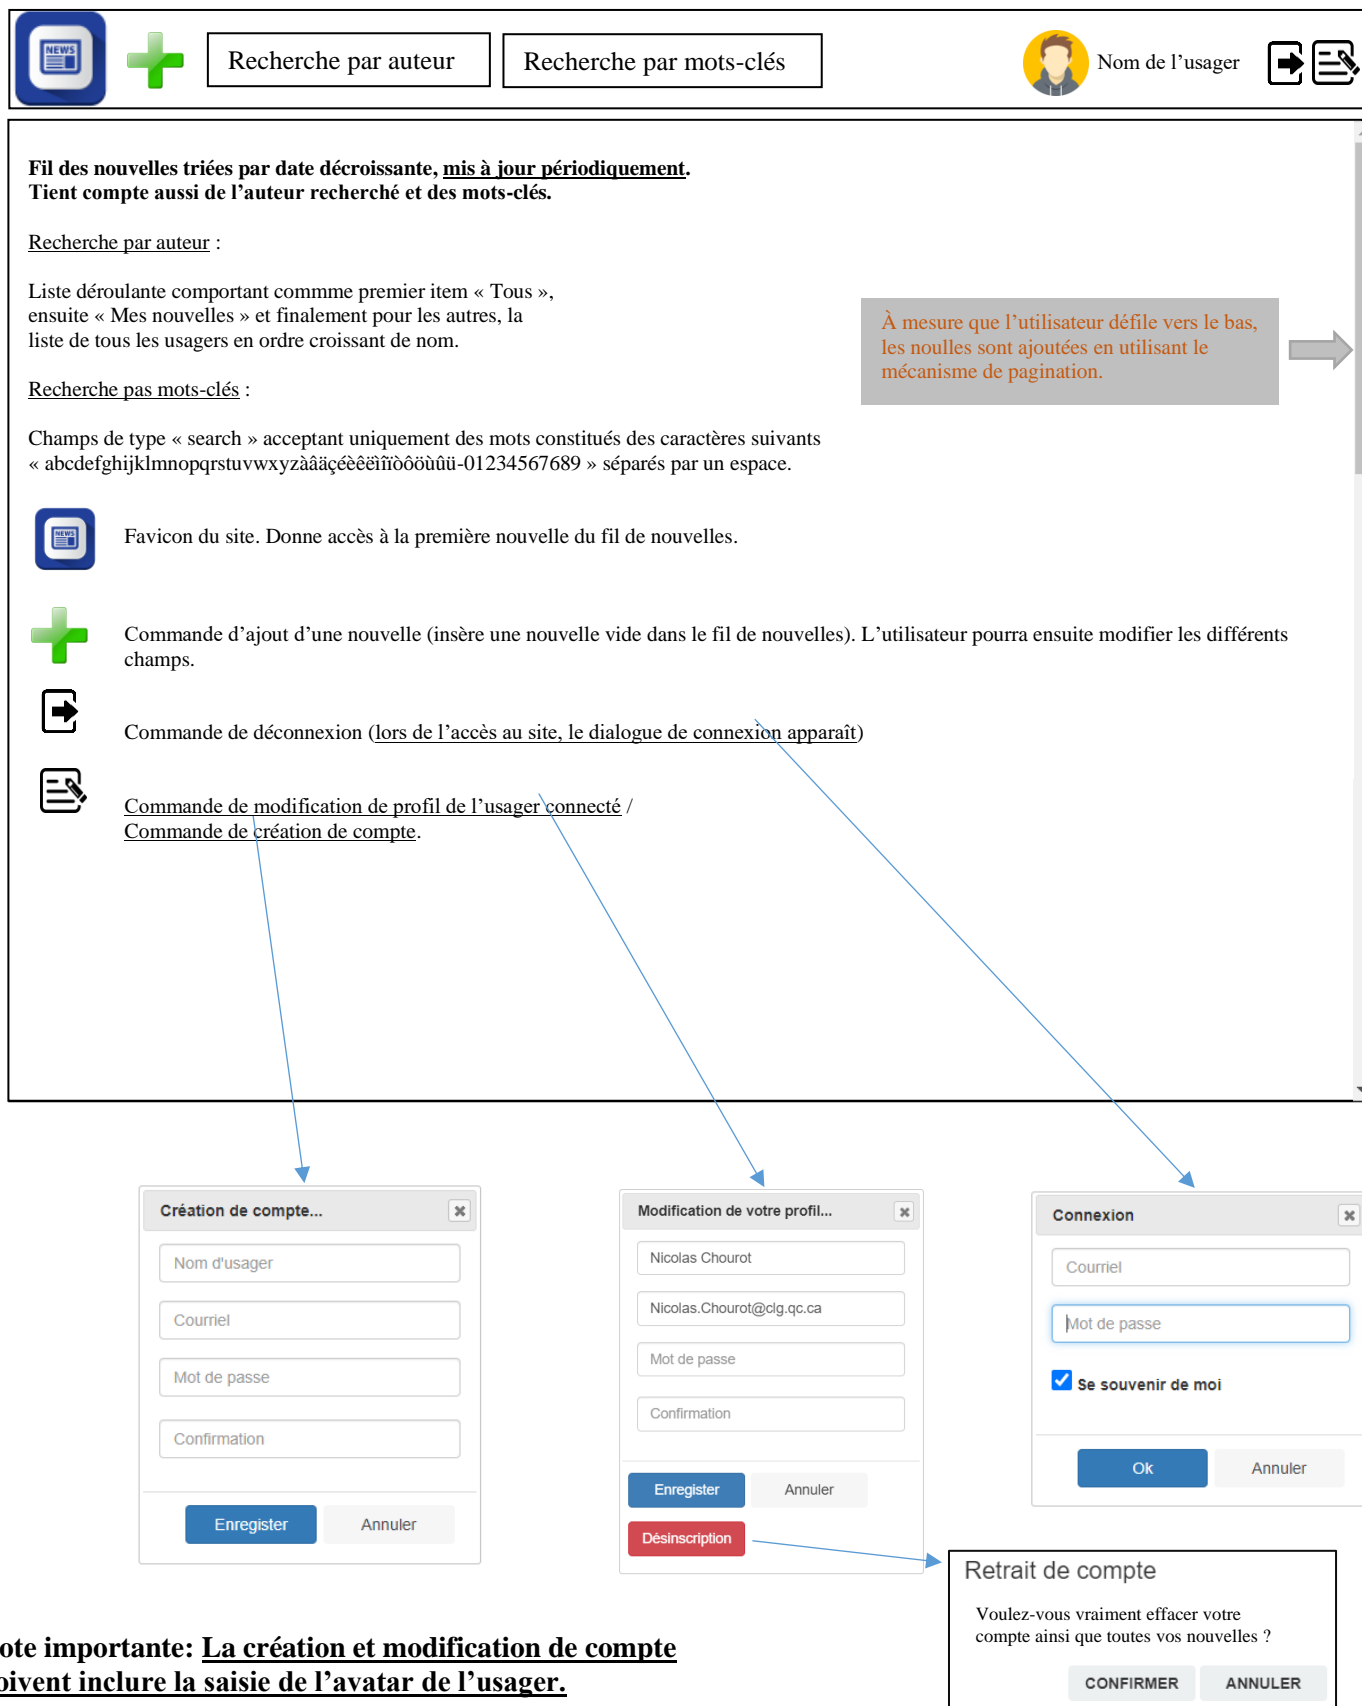 NEWS
Recherche par auteur
Recherche par mots-clés
Nom de l’usager
Fil des nouvelles triées par date décroissante, mis à jour périodiquement.
Tient compte aussi de l’auteur recherché et des mots-clés.
Recherche par auteur :
Liste déroulante comportant commme premier item « Tous »,
ensuite « Mes nouvelles » et finalement pour les autres, la
liste de tous les usagers en ordre croissant de nom.
À mesure que l’utilisateur défile vers le bas,
les noulles sont ajoutées en utilisant le
mécanisme de pagination.
Recherche pas mots-clés :
Champs de type « search » acceptant uniquement des mots constitués des caractères suivants
« abcdefghijklmnopqrstuvwxyzàâäçéèêëìîïòôöùûü-01234567689 » séparés par un espace.
NEWS
Favicon du site. Donne accès à la première nouvelle du fil de nouvelles.
Commande d’ajout d’une nouvelle (insère une nouvelle vide dans le fil de nouvelles). L’utilisateur pourra ensuite modifier les différents
champs.
Commande de déconnexion (lors de l’accès au site, le dialogue de connexion apparaît)
Commande de modification de profil de l’usager connecté /
Commande de création de compte.
Création de compte...
Nom d'usager
Courriel
Mot de passe
Confirmation
Enregister
Annuler
Modification de votre profil...
Nicolas Chourot
Nicolas.Chourot@clg.qc.ca
Mot de passe
Confirmation
Enregister
Annuler
Désinscription
Connexion
Courriel
Mot de passe
Se souvenir de moi
Ok
Annuler
Retrait de compte
Voulez-vous vraiment effacer votre
compte ainsi que toutes vos nouvelles ?
CONFIRMER
ANNULER
ote importante: La création et modification de compte
oivent inclure la saisie de l’avatar de l’usager.